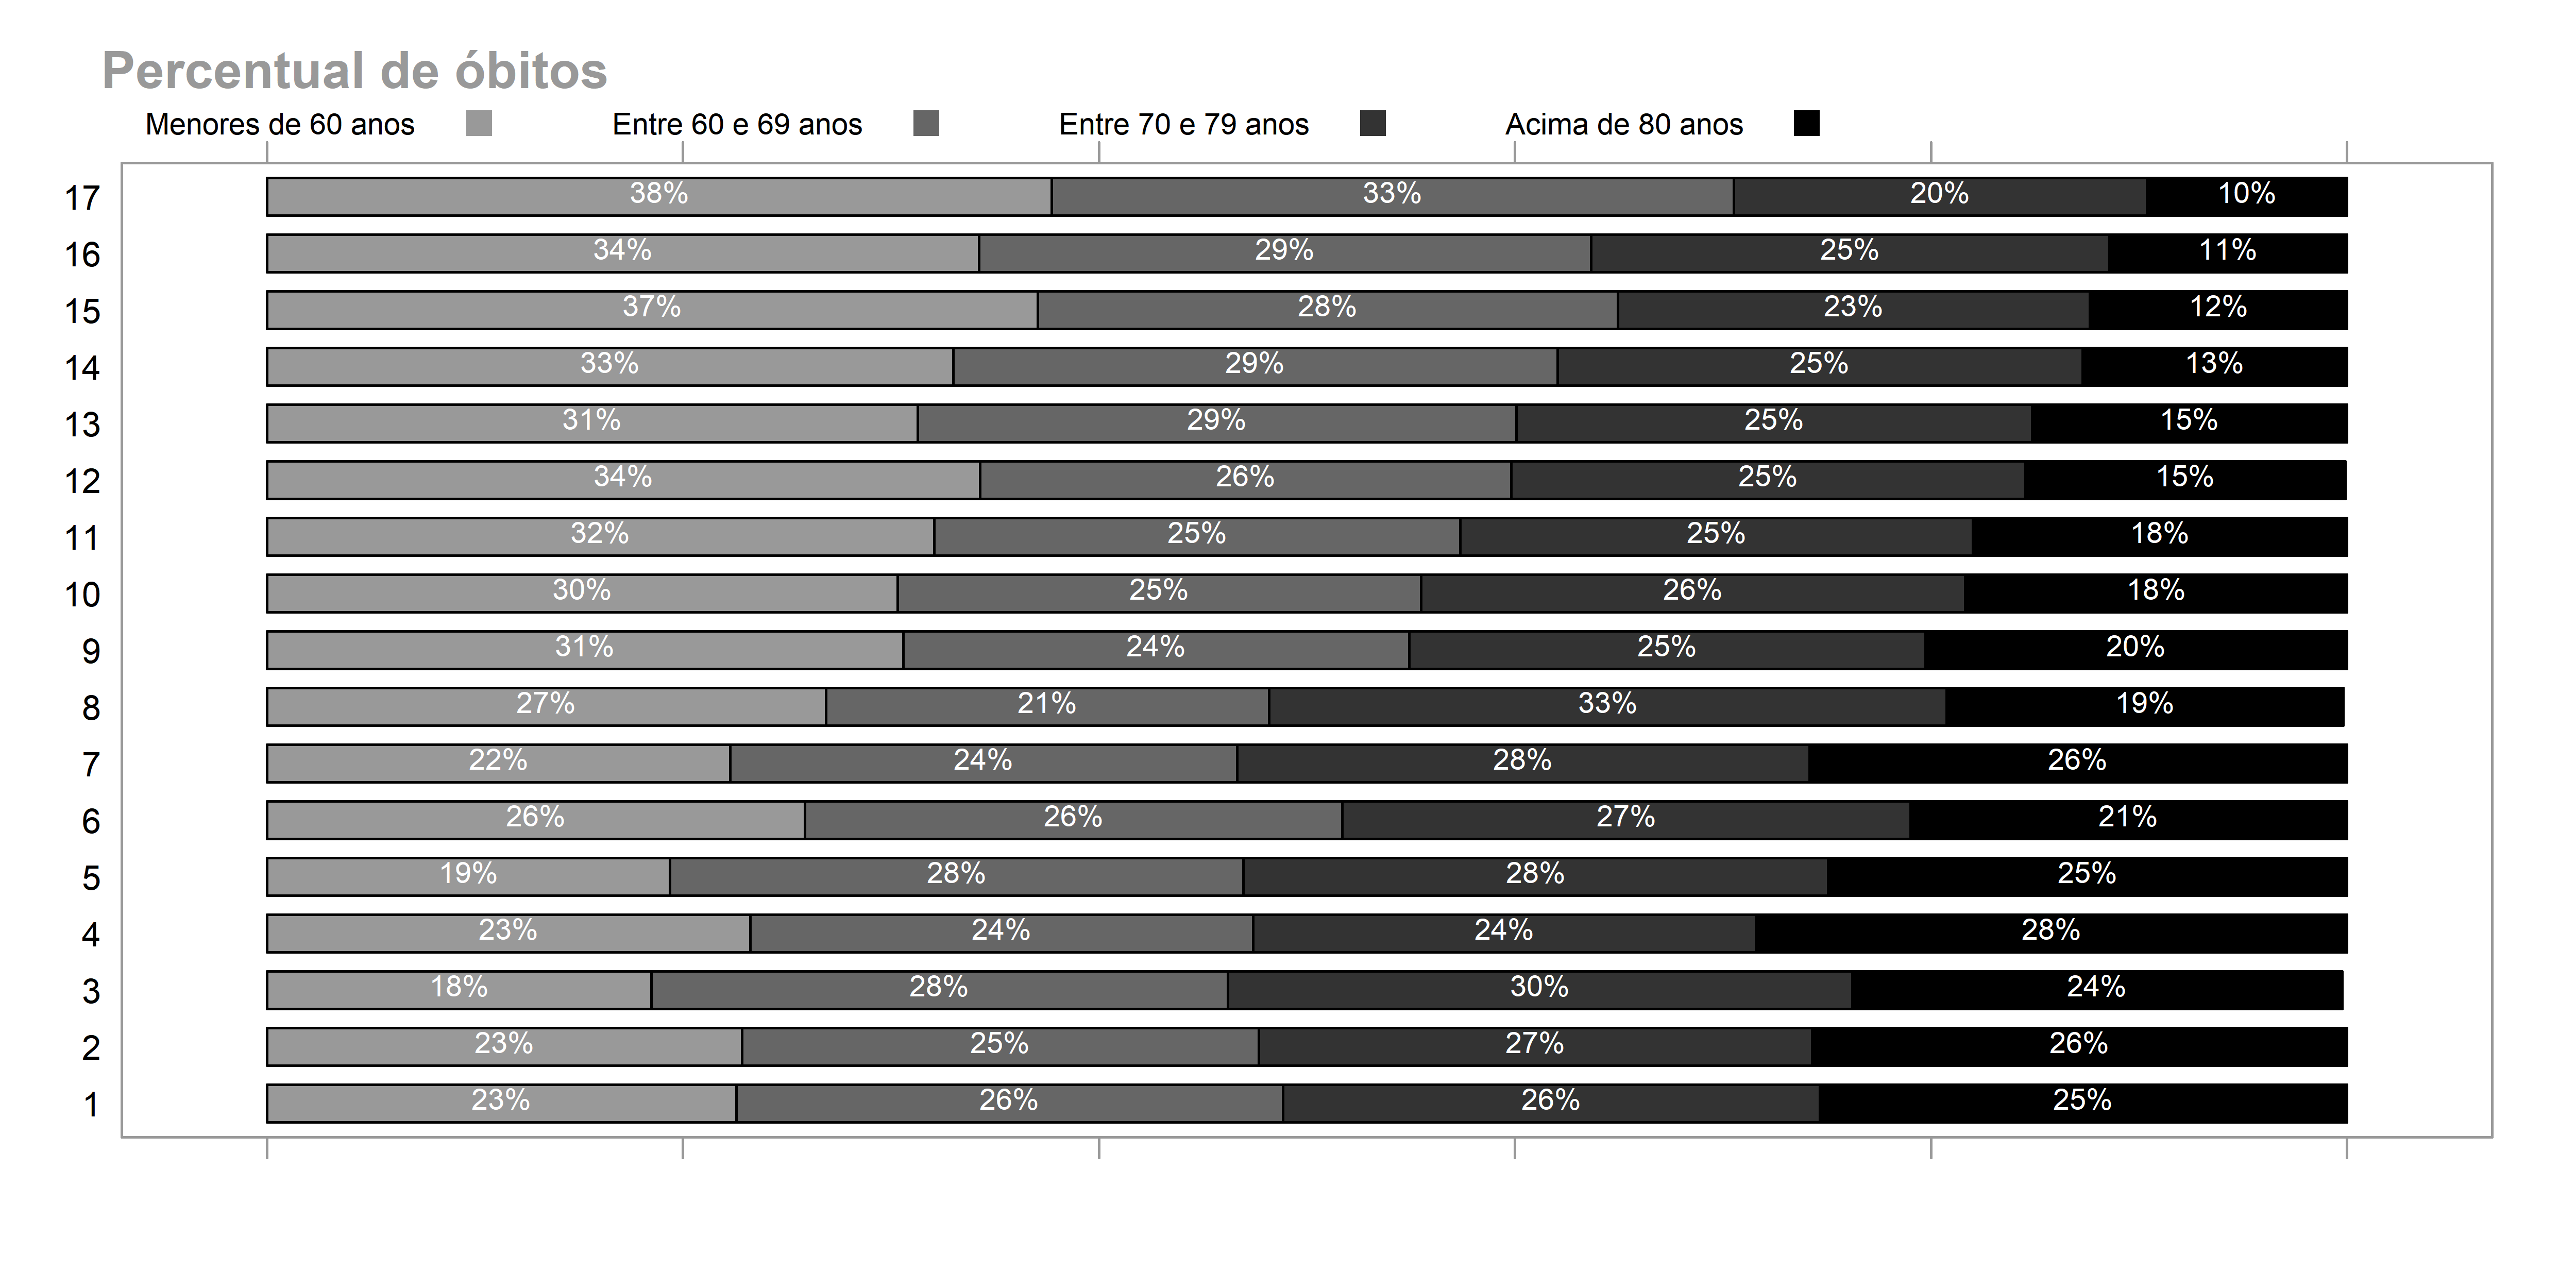 Percentual de óbitos
Menores de 60 anos Entre 60 e 69 anos Entre 70 e 79 anos Acima de 80 anos
17 38% 33% 20% 10%
16 34% 29% 25% 11%
15 37% 28% 23% 12%
14 33% 29% 25% 13%
13 31% 29% 25% 15%
12 34% 26% 25% 15%
11 32% 25% 25% 18%
10 30% 25% 26% 18%
9 31% 24% 25% 20%
8 27% 21% 33% 19%
7 22% 24% 28% 26%
6 26% 26% 27% 21%
5 19% 28% 28% 25%
4 23% 24% 24% 28%
3 18% 28% 30% 24%
2 23% 25% 27% 26%
1 23% 26% 26% 25%